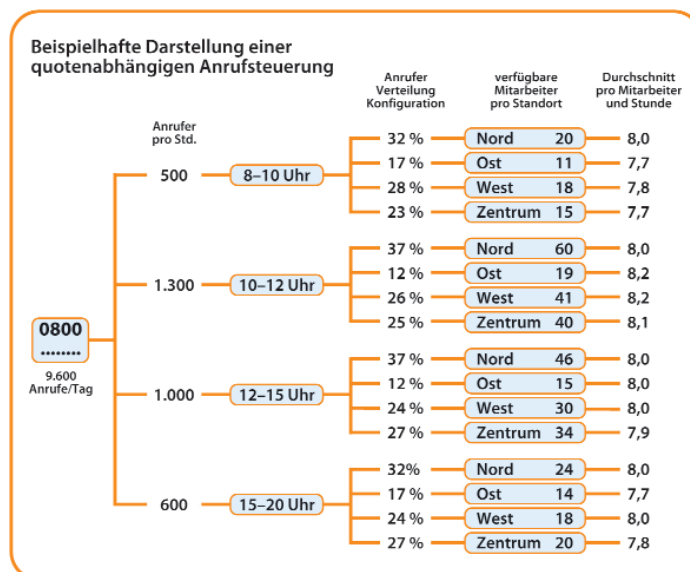 Beispielhafte Darstellung einer
quotenabhängigen Anrufsteuerung
Anrufer
Verteilung
Konfiguration
verfügbare
Mitarbeiter
pro Standort
Durchschnitt
pro Mitarbeiter
und Stunde
Anrufer
pro Std.
0800
........
9.600
Anrufe/Tag
500 8–10 Uhr
32 % Nord 20 8,0
17 % Ost 11 7,7
28 % West 18 7,8
23 % Zentrum 15 7,7
1.300 10–12 Uhr
37 % Nord 60 8,0
12 % Ost 19 8,2
26 % West 41 8,2
25 % Zentrum 40 8,1
1.000 12–15 Uhr
37 % Nord 46 8,0
12 % Ost 15 8,0
24 % West 30 8,0
27 % Zentrum 34 7,9
600 15–20 Uhr
32% Nord 24 8,0
17 % Ost 14 7,7
24 % West 18 8,0
27 % Zentrum 20 7,8